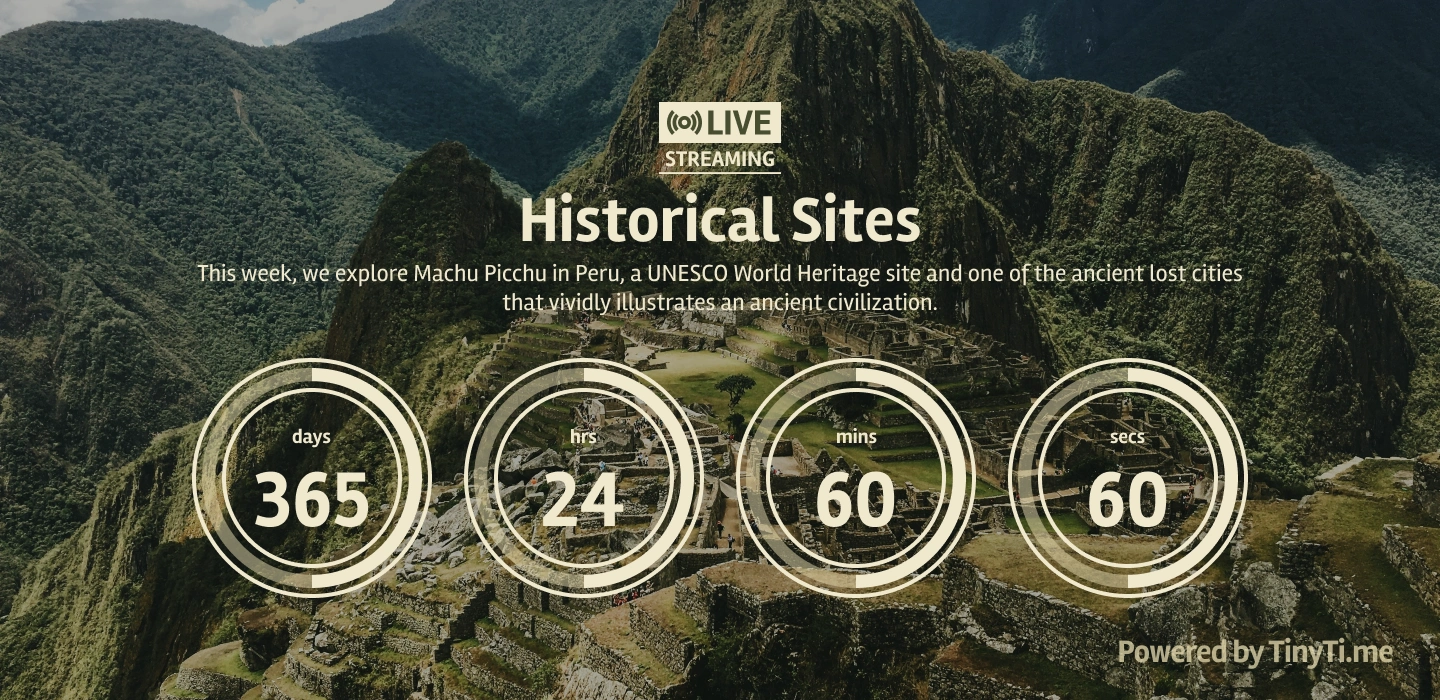 LIVE
STREAMING
Historical Sites
This week, we explore Machu Picchu in Peru, a UNESCO World Heritage site and one of the ancient lost cities
that vividly illustrates an ancient civilization.
days hrs mins secs
365 24 60 60
Powered by TinyTi.me